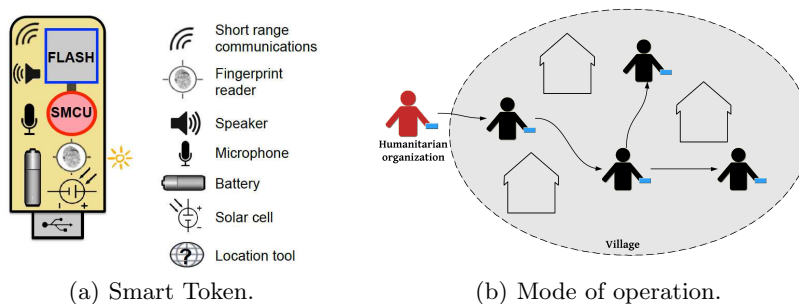 FLASH
SMCU
Short range
communications
Fingerprint
reader
Speaker
Microphone
Battery
Solar cell
Location tool
(a) Smart Token.
Humanitarian
organization
Village
(b) Mode of operation.